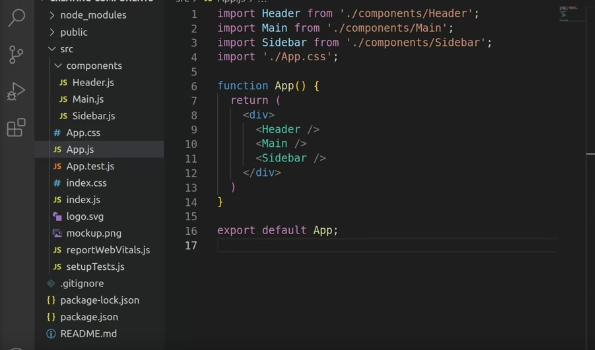 node_modules
public
src
components
JS Header.js
JS Main.js
JS Sidebar.js
# App.css
JS App.js
JS App.test.js
# index.css
JS index.js
logo.svg
mockup.png
JS reportWebVitals.js
JS setupTests.js
.gitignore
{} package-lock.json
{} package.json
README.md
1 import Header from './components/Header';
2 import Main from './components/Main';
3 import Sidebar from './components/Sidebar';
4 import './App.css';
5
6 function App() {
7 return (
8 <div>
9 <Header />
10 <Main />
11 <Sidebar />
12 </div>
13 )
14 }
15
16 export default App;
17